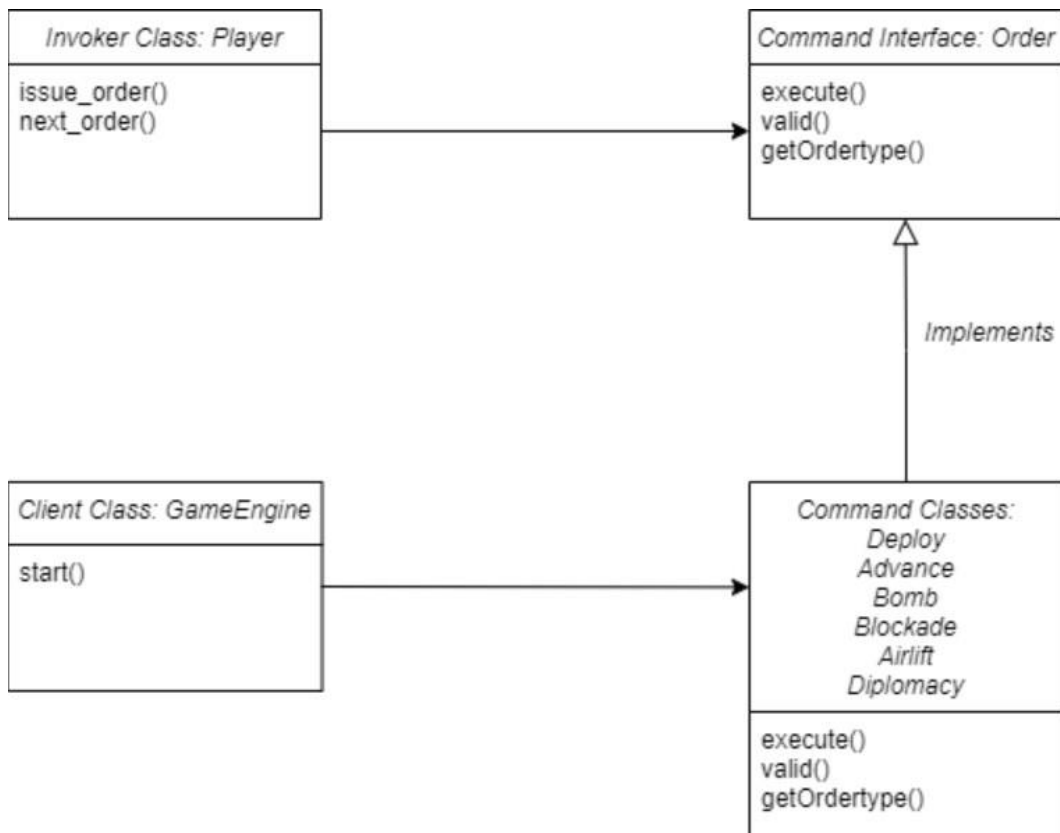 Invoker Class: Player
issue_order()
next_order()
Command Interface: Order
execute()
valid()
getOrdertype()
Implements
Client Class: GameEngine
start()
Command Classes:
Deploy
Advance
Bomb
Blockade
Airlift
Diplomacy
execute()
valid()
getOrdertype()